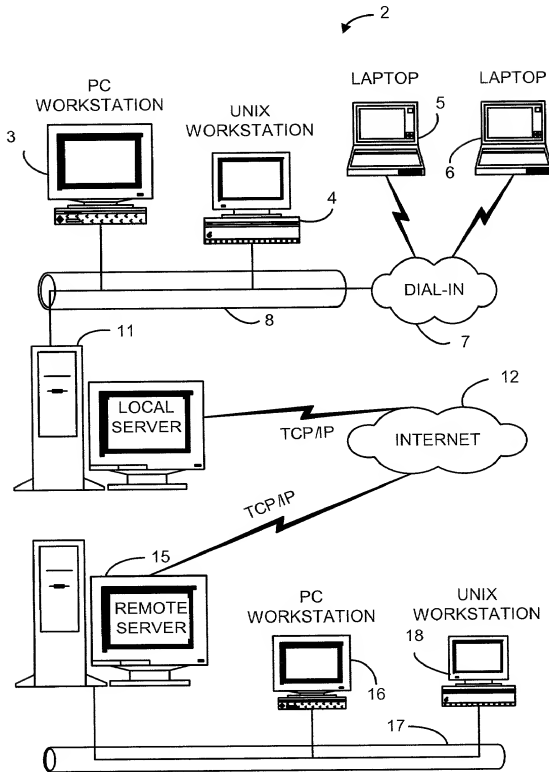 2
LAPTOP
LAPTOP
PC
WORKSTATION
UNIX
WORKSTATION
3
4
5
6
DIAL-IN
7
8
11
LOCAL
SERVER
TCP/IP
12
INTERNET
TCP/IP
15
REMOTE
SERVER
PC
WORKSTATION
UNIX
WORKSTATION
16
18
17